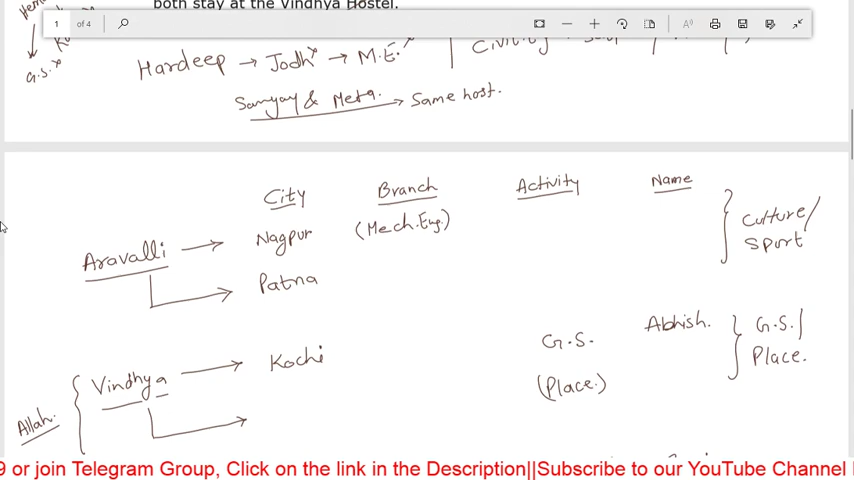 both stay at the Vindhya Hostel.
1 of 4
G.S.
Hardeep → Jodh → M.E.
Sanjay & Meta. → Same host.
City Branch Activity Name
Aravalli → Nagpur (Mech.Eng) Culture/
Sport
Patna
Vindhya → Kochi G.S. Abhish. G.S./
(Place.) Place.
Allah.
9 or join Telegram Group, Click on the link in the Description||Subscribe to our YouTube Channel